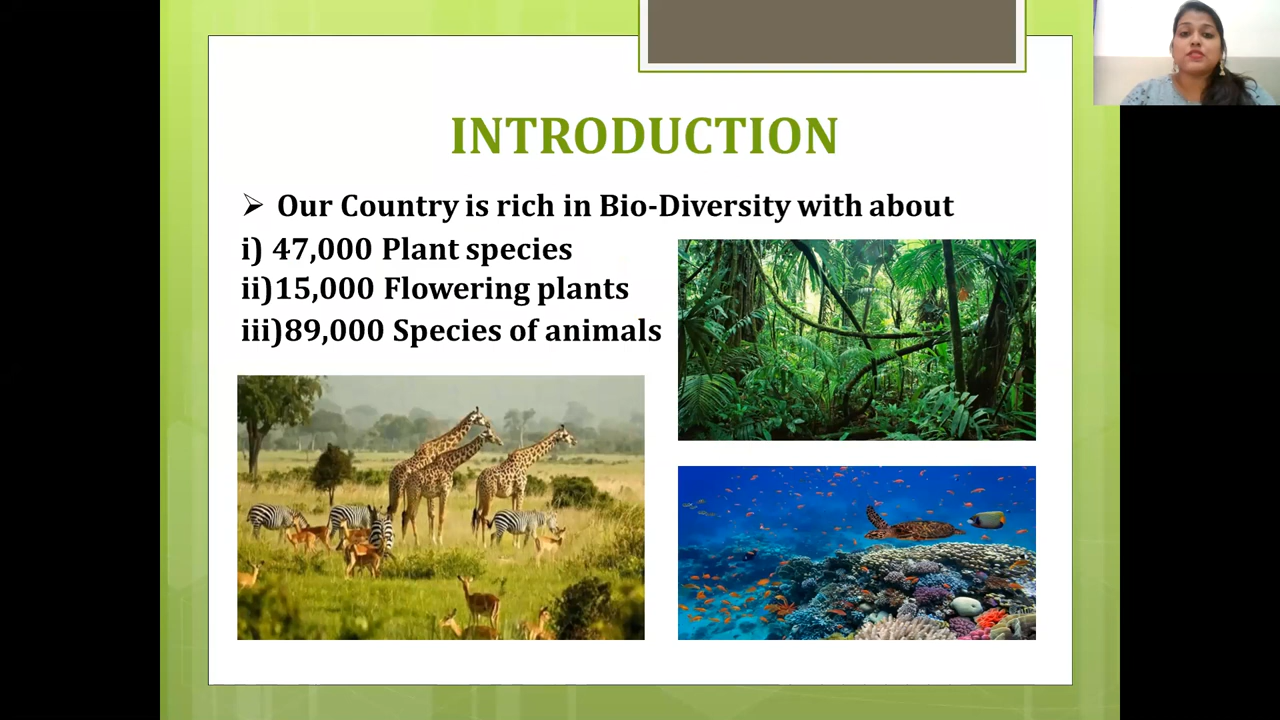 INTRODUCTION
➢ Our Country is rich in Bio-Diversity with about
i) 47,000 Plant species
ii)15,000 Flowering plants
iii)89,000 Species of animals